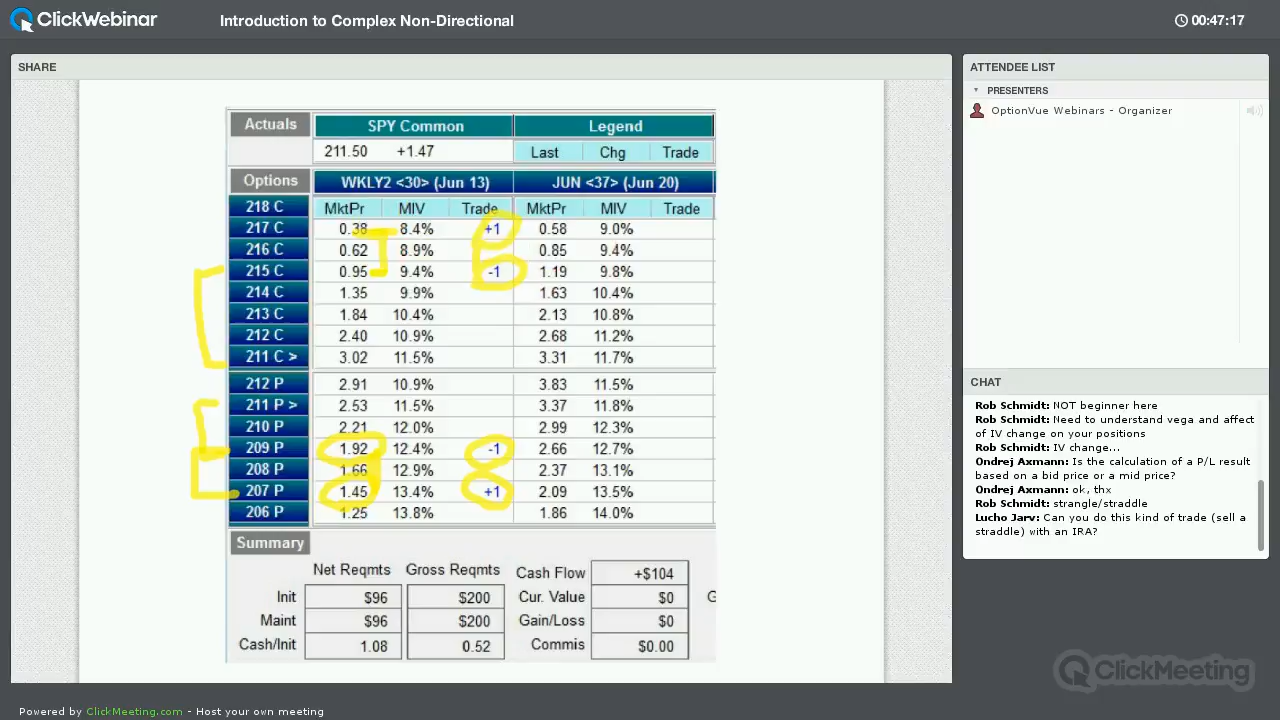 ClickWebinar
Introduction to Complex Non-Directional
00:47:17
SHARE
Actuals SPY Common Legend
211.50 +1.47 Last Chg Trade
Options WKLY2 <30> (Jun 13) JUN <37> (Jun 20)
218 C MktPr MIV Trade MktPr MIV Trade
217 C 0.38 8.4% +1 0.58 9.0%
216 C 0.62 8.9% 0.85 9.4%
215 C 0.95 9.4% -1 1.19 9.8%
214 C 1.35 9.9% 1.63 10.4%
213 C 1.84 10.4% 2.13 10.8%
212 C 2.40 10.9% 2.68 11.2%
211 C > 3.02 11.5% 3.31 11.7%
212 P 2.91 10.9% 3.83 11.5%
211 P > 2.53 11.5% 3.37 11.8%
210 P 2.21 12.0% 2.99 12.3%
209 P 1.92 12.4% -1 2.66 12.7%
208 P 1.66 12.9% 2.37 13.1%
207 P 1.45 13.4% +1 2.09 13.5%
206 P 1.25 13.8% 1.86 14.0%
Summary
Net Reqmts Gross Reqmts Cash Flow +$104
Init $96 $200 Cur. Value $0 G
Maint $96 $200 Gain/Loss $0
Cash/Init 1.08 0.52 Commis $0.00
ATTENDEE LIST
PRESENTERS
OptionVue Webinars - Organizer
CHAT
Rob Schmidt: NOT beginner here
Rob Schmidt: Need to understand vega and affect
of IV change on your positions
Rob Schmidt: IV change...
Ondrej Axmann: Is the calculation of a P/L result
based on a bid price or a mid price?
Ondrej Axmann: ok, thx
Rob Schmidt: strangle/straddle
Lucho Jarv: Can you do this kind of trade (sell a
straddle) with an IRA?
ClickMeeting
Powered by ClickMeeting.com - Host your own meeting